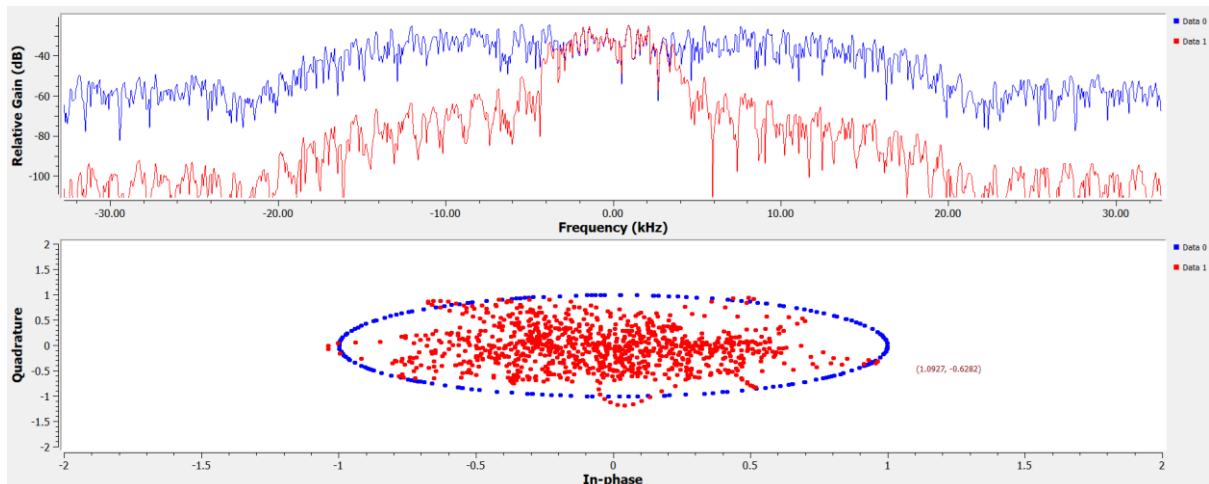 Relative Gain (dB)
-40
-60
-80
-100
-30.00 -20.00 -10.00 0.00 10.00 20.00 30.00
Frequency (kHz)
Data 0
Data 1
Quadrature
2
1.5
1
0.5
0
-0.5
-1
-1.5
-2
-2 -1.5 -1 -0.5 0 0.5 1 1.5 2
In-phase
(1.0927, -0.6282)
Data 0
Data 1